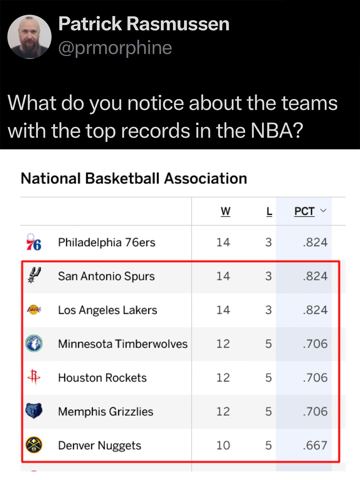 Patrick Rasmussen
@prmorphine
What do you notice about the teams
with the top records in the NBA?
National Basketball Association
W L PCT
76 Philadelphia 76ers 14 3 .824
San Antonio Spurs 14 3 .824
Los Angeles Lakers 14 3 .824
Minnesota Timberwolves 12 5 .706
Houston Rockets 12 5 .706
Memphis Grizzlies 12 5 .706
Denver Nuggets 10 5 .667